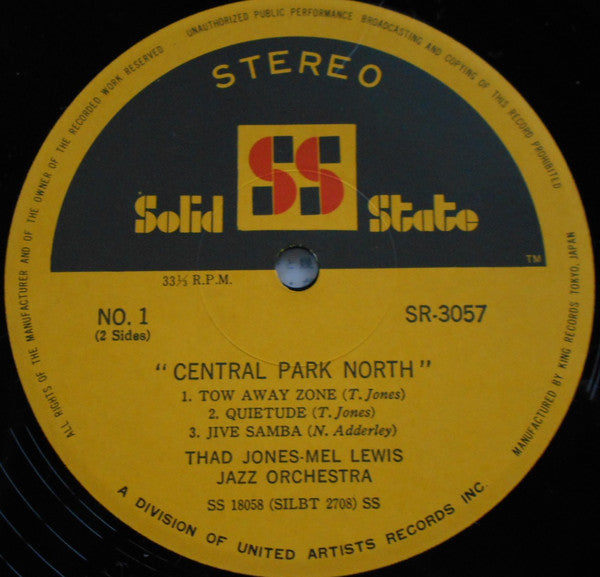 UNAUTHORIZED PUBLIC PERFORMANCE BROADCASTING AND COPYING OF THIS RECORD PROHIBITED
ALL RIGHTS OF THE MANUFACTURER AND OF THE OWNER OF THE RECORDED WORK RESERVED
STEREO
SS
Solid State
TM
33⅓ R.P.M.
NO. 1
(2 Sides)
SR-3057
"CENTRAL PARK NORTH"
1. TOW AWAY ZONE (T. Jones)
2. QUIETUDE (T. Jones)
3. JIVE SAMBA (N. Adderley)
THAD JONES-MEL LEWIS
JAZZ ORCHESTRA
SS 18058 (SILBT 2708) SS
A DIVISION OF UNITED ARTISTS RECORDS INC.
MANUFACTURED BY KING RECORDS TOKYO, JAPAN